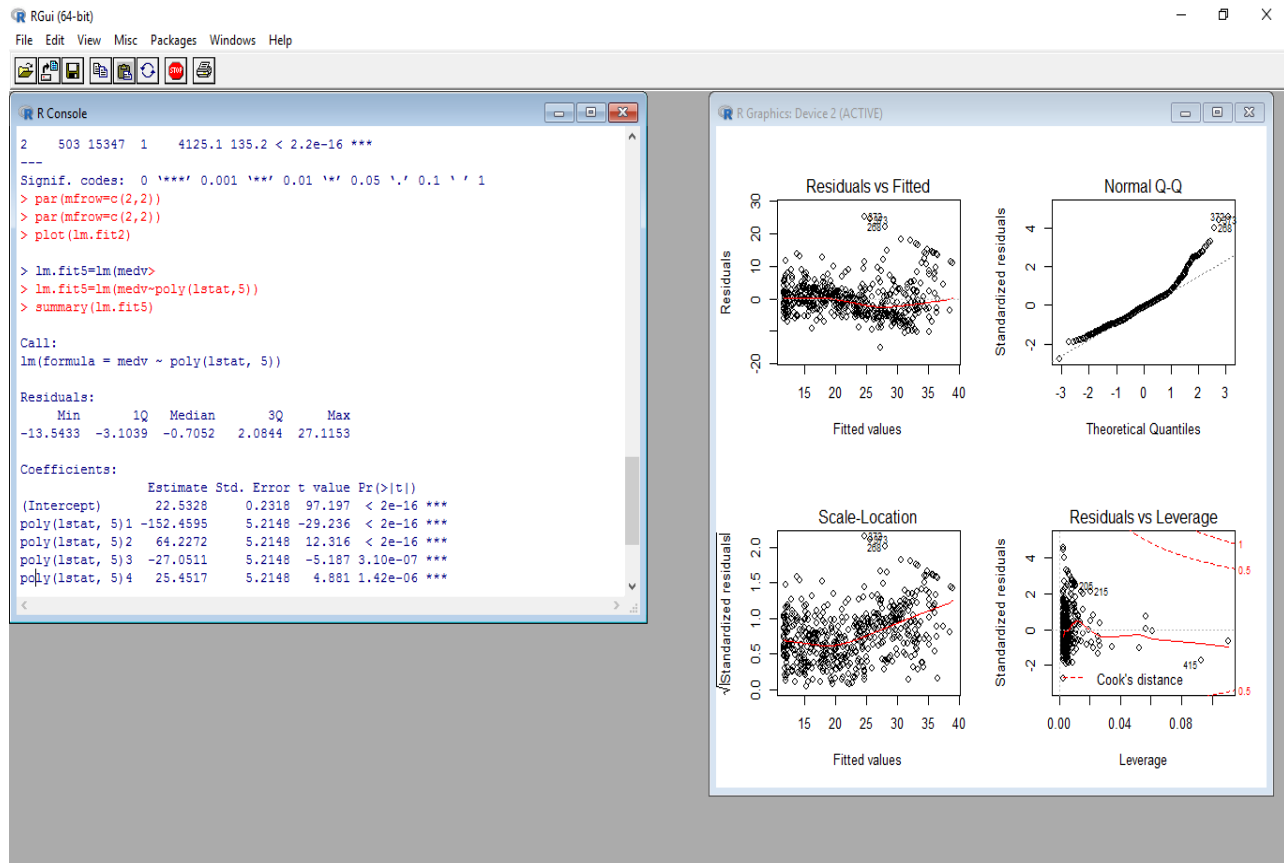 RGui (64-bit)
File Edit View Misc Packages Windows Help
STOP
R Console
2 503 15347 1 4125.1 135.2 < 2.2e-16 ***
---
Signif. codes: 0 ‘***’ 0.001 ‘**’ 0.01 ‘*’ 0.05 ‘.’ 0.1 ‘ ’ 1
> par(mfrow=c(2,2))
> par(mfrow=c(2,2))
> plot(lm.fit2)
> lm.fit5=lm(medv>
> lm.fit5=lm(medv~poly(lstat,5))
> summary(lm.fit5)
Call:
lm(formula = medv ~ poly(lstat, 5))
Residuals:
Min 1Q Median 3Q Max
-13.5433 -3.1039 -0.7052 2.0844 27.1153
Coefficients:
Estimate Std. Error t value Pr(>|t|)
(Intercept) 22.5328 0.2318 97.197 < 2e-16 ***
poly(lstat, 5)1 -152.4595 5.2148 -29.236 < 2e-16 ***
poly(lstat, 5)2 64.2272 5.2148 12.316 < 2e-16 ***
poly(lstat, 5)3 -27.0511 5.2148 -5.187 3.10e-07 ***
poly(lstat, 5)4 25.4517 5.2148 4.881 1.42e-06 ***
R Graphics: Device 2 (ACTIVE)
Residuals vs Fitted
Residuals
30
20
10
0
-20
268
15 20 25 30 35 40
Fitted values
Normal Q-Q
Standardized residuals
4
2
0
-2
372
268
-3 -2 -1 0 1 2 3
Theoretical Quantiles
Scale-Location
√|Standardized residuals|
2.0
1.5
1.0
0.5
0.0
268
15 20 25 30 35 40
Fitted values
Residuals vs Leverage
Standardized residuals
4
2
0
-2
1
0.5
205
215
415
Cook's distance
0.5
0.00 0.04 0.08
Leverage